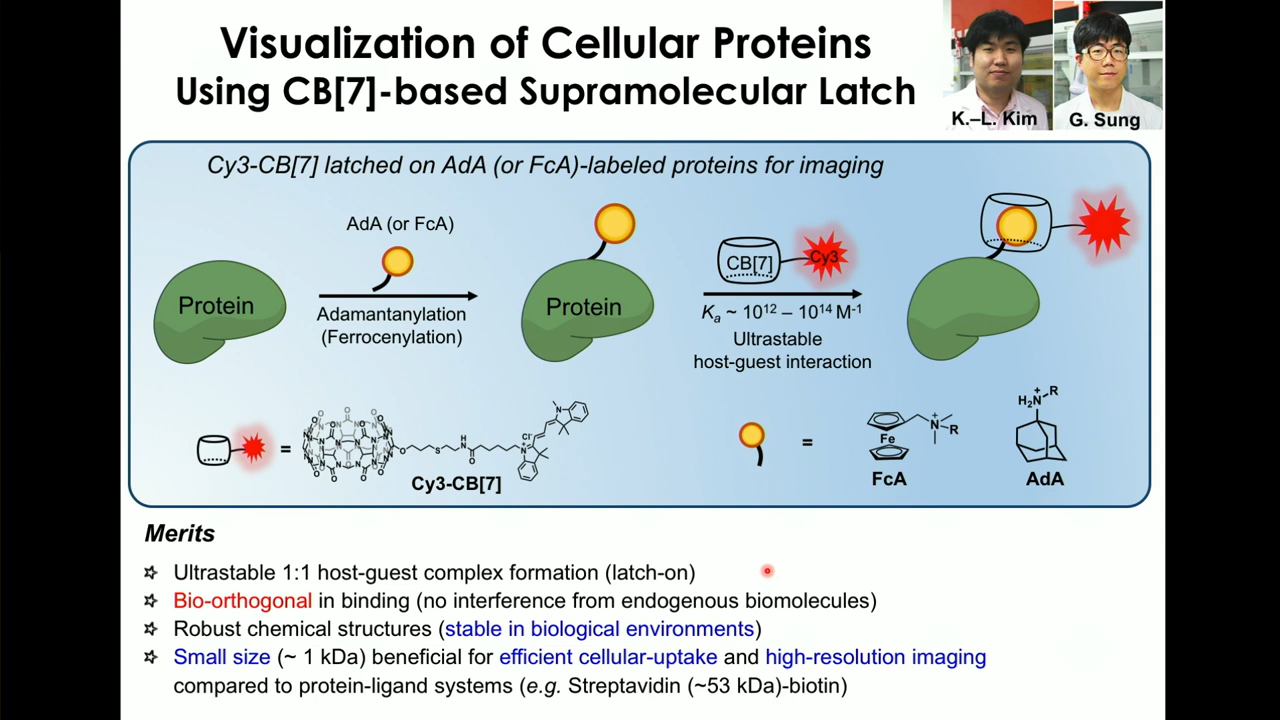 Visualization of Cellular Proteins
Using CB[7]-based Supramolecular Latch
K.–L. Kim
G. Sung
Cy3-CB[7] latched on AdA (or FcA)-labeled proteins for imaging
AdA (or FcA)
Protein
Adamantanylation
(Ferrocenylation)
Protein
CB[7]
Cy3
Kₐ ~ 10¹² – 10¹⁴ M⁻¹
Ultrastable
host-guest interaction
=
Cy3-CB[7]
=
Fe
N
+
R
FcA
H₂N
+
R
AdA
Merits
Ultrastable 1:1 host-guest complex formation (latch-on)
Bio-orthogonal in binding (no interference from endogenous biomolecules)
Robust chemical structures (stable in biological environments)
Small size (~ 1 kDa) beneficial for efficient cellular-uptake and high-resolution imaging
compared to protein-ligand systems (e.g. Streptavidin (~53 kDa)-biotin)